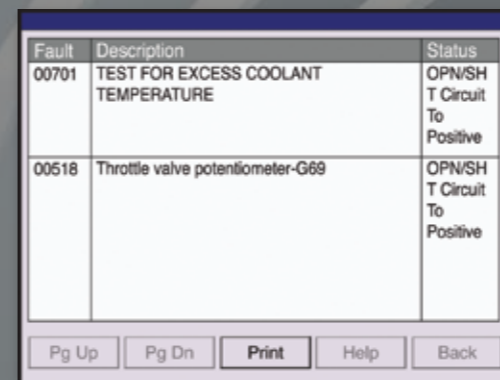 Fault Description Status
00701 TEST FOR EXCESS COOLANT OPN/SH
TEMPERATURE T Circuit
To
Positive
00518 Throttle valve potentiometer-G69 OPN/SH
T Circuit
To
Positive
Pg Up Pg Dn Print Help Back